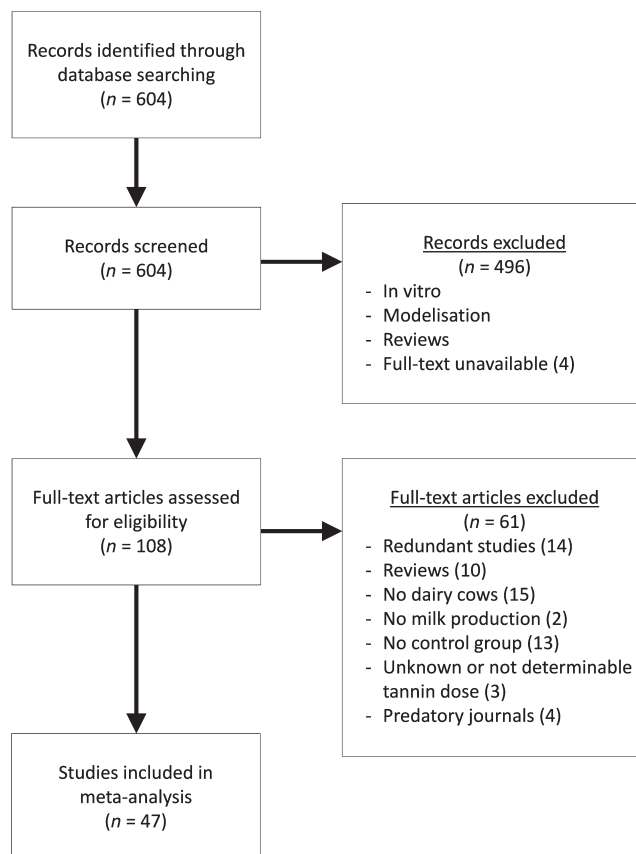 Records identified through
database searching
(n = 604)
Records screened
(n = 604)
Records excluded
(n = 496)
- In vitro
- Modelisation
- Reviews
- Full-text unavailable (4)
Full-text articles assessed
for eligibility
(n = 108)
Full-text articles excluded
(n = 61)
- Redundant studies (14)
- Reviews (10)
- No dairy cows (15)
- No milk production (2)
- No control group (13)
- Unknown or not determinable
tannin dose (3)
- Predatory journals (4)
Studies included in
meta-analysis
(n = 47)